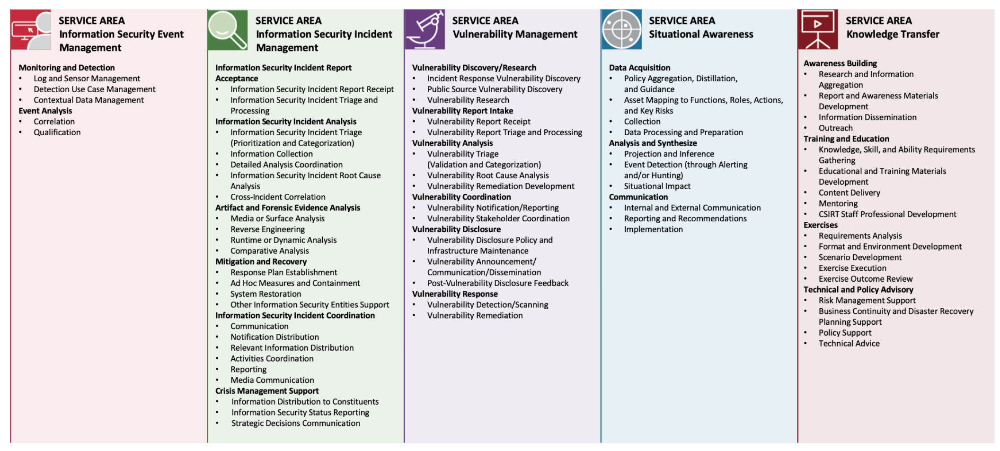 SERVICE AREA
Information Security Event
Management
Monitoring and Detection
• Log and Sensor Management
• Detection Use Case Management
• Contextual Data Management
Event Analysis
• Correlation
• Qualification
SERVICE AREA
Information Security Incident
Management
Information Security Incident Report
Acceptance
• Information Security Incident Report Receipt
• Information Security Incident Triage and
Processing
Information Security Incident Analysis
• Information Security Incident Triage
(Prioritization and Categorization)
• Information Collection
• Detailed Analysis Coordination
• Information Security Incident Root Cause
Analysis
• Cross-Incident Correlation
Artifact and Forensic Evidence Analysis
• Media or Surface Analysis
• Reverse Engineering
• Runtime or Dynamic Analysis
• Comparative Analysis
Mitigation and Recovery
• Response Plan Establishment
• Ad Hoc Measures and Containment
• System Restoration
• Other Information Security Entities Support
Information Security Incident Coordination
• Communication
• Notification Distribution
• Relevant Information Distribution
• Activities Coordination
• Reporting
• Media Communication
Crisis Management Support
• Information Distribution to Constituents
• Information Security Status Reporting
• Strategic Decisions Communication
SERVICE AREA
Vulnerability Management
Vulnerability Discovery/Research
• Incident Response Vulnerability Discovery
• Public Source Vulnerability Discovery
• Vulnerability Research
Vulnerability Report Intake
• Vulnerability Report Receipt
• Vulnerability Report Triage and Processing
Vulnerability Analysis
• Vulnerability Triage
(Validation and Categorization)
• Vulnerability Root Cause Analysis
• Vulnerability Remediation Development
Vulnerability Coordination
• Vulnerability Notification/Reporting
• Vulnerability Stakeholder Coordination
Vulnerability Disclosure
• Vulnerability Disclosure Policy and
Infrastructure Maintenance
• Vulnerability Announcement/
Communication/Dissemination
• Post-Vulnerability Disclosure Feedback
Vulnerability Response
• Vulnerability Detection/Scanning
• Vulnerability Remediation
SERVICE AREA
Situational Awareness
Data Acquisition
• Policy Aggregation, Distillation,
and Guidance
• Asset Mapping to Functions, Roles, Actions,
and Key Risks
• Collection
• Data Processing and Preparation
Analysis and Synthesize
• Projection and Inference
• Event Detection (through Alerting
and/or Hunting)
• Situational Impact
Communication
• Internal and External Communication
• Reporting and Recommendations
• Implementation
SERVICE AREA
Knowledge Transfer
Awareness Building
• Research and Information
Aggregation
• Report and Awareness Materials
Development
• Information Dissemination
• Outreach
Training and Education
• Knowledge, Skill, and Ability Requirements
Gathering
• Educational and Training Materials
Development
• Content Delivery
• Mentoring
• CSIRT Staff Professional Development
Exercises
• Requirements Analysis
• Format and Environment Development
• Scenario Development
• Exercise Execution
• Exercise Outcome Review
Technical and Policy Advisory
• Risk Management Support
• Business Continuity and Disaster Recovery
Planning Support
• Policy Support
• Technical Advice